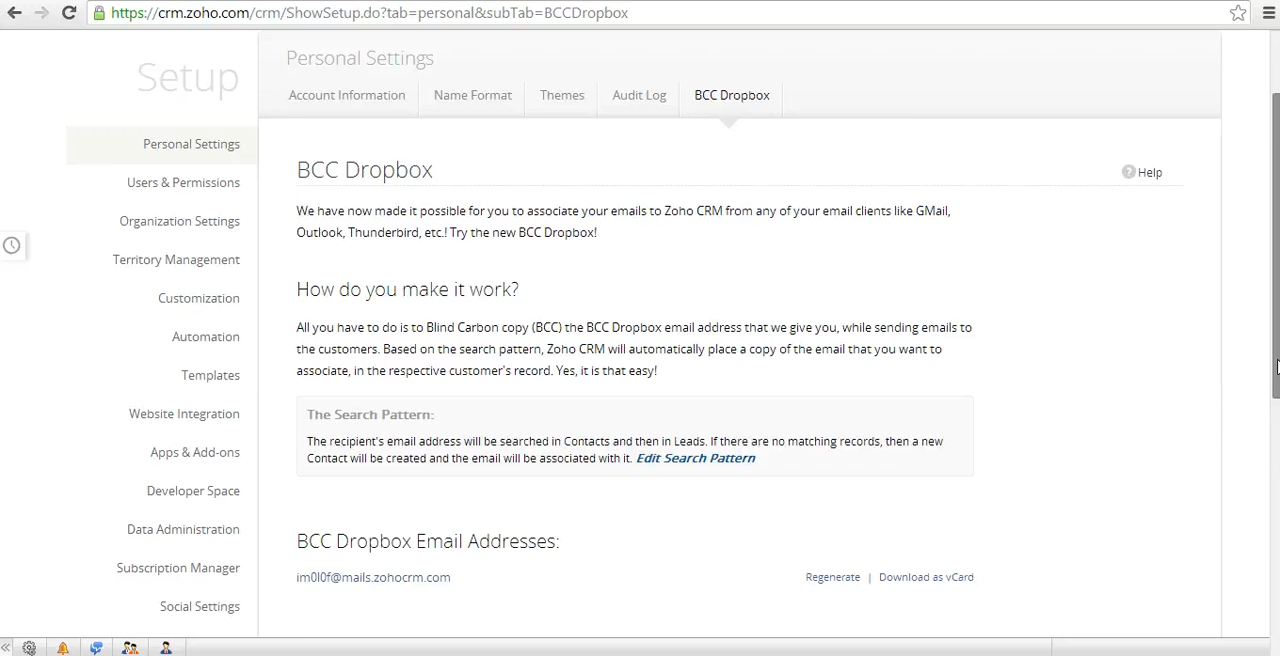 https://crm.zoho.com/crm/ShowSetup.do?tab=personal&subTab=BCCDropbox
Setup
Personal Settings
Users & Permissions
Organization Settings
Territory Management
Customization
Automation
Templates
Website Integration
Apps & Add-ons
Developer Space
Data Administration
Subscription Manager
Social Settings
Personal Settings
Account Information Name Format Themes Audit Log BCC Dropbox
BCC Dropbox
? Help
We have now made it possible for you to associate your emails to Zoho CRM from any of your email clients like GMail,
Outlook, Thunderbird, etc.! Try the new BCC Dropbox!
How do you make it work?
All you have to do is to Blind Carbon copy (BCC) the BCC Dropbox email address that we give you, while sending emails to
the customers. Based on the search pattern, Zoho CRM will automatically place a copy of the email that you want to
associate, in the respective customer's record. Yes, it is that easy!
The Search Pattern:
The recipient's email address will be searched in Contacts and then in Leads. If there are no matching records, then a new
Contact will be created and the email will be associated with it. Edit Search Pattern
BCC Dropbox Email Addresses:
im0l0f@mails.zohocrm.com Regenerate | Download as vCard